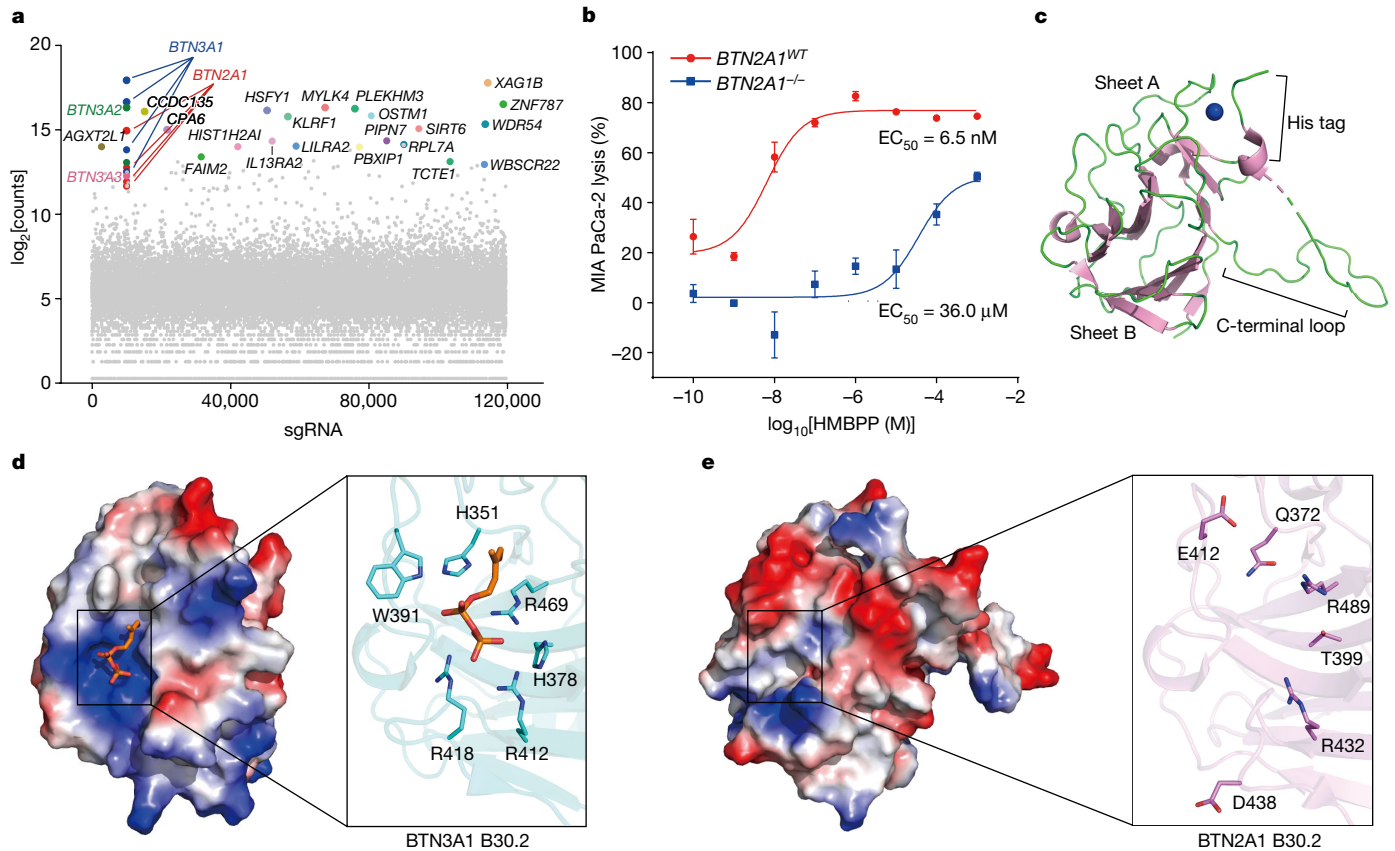 a
20
15
10
5
0
log2[counts]
0
40,000
80,000
120,000
sgRNA
BTN3A1
BTN2A1
BTN3A2
CCDC135
CPA6
AGXT2L1
HIST1H2AI
BTN3A3
FAIM2
HSFY1
KLRF1
IL13RA2
LILRA2
MYLK4
PLEKHM3
OSTM1
PIPN7
SIRT6
PBXIP1
RPL7A
TCTE1
XAG1B
ZNF787
WDR54
WBSCR22
b
100
80
60
40
20
0
−20
MIA PaCa-2 lysis (%)
BTN2A1WT
BTN2A1−/−
EC50 = 6.5 nM
EC50 = 36.0 μM
−10
−8
−6
−4
−2
log10[HMBPP (M)]
c
Sheet A
His tag
Sheet B
C-terminal loop
d
H351
W391
R469
H378
R418
R412
BTN3A1 B30.2
e
Q372
E412
R489
T399
R432
D438
BTN2A1 B30.2